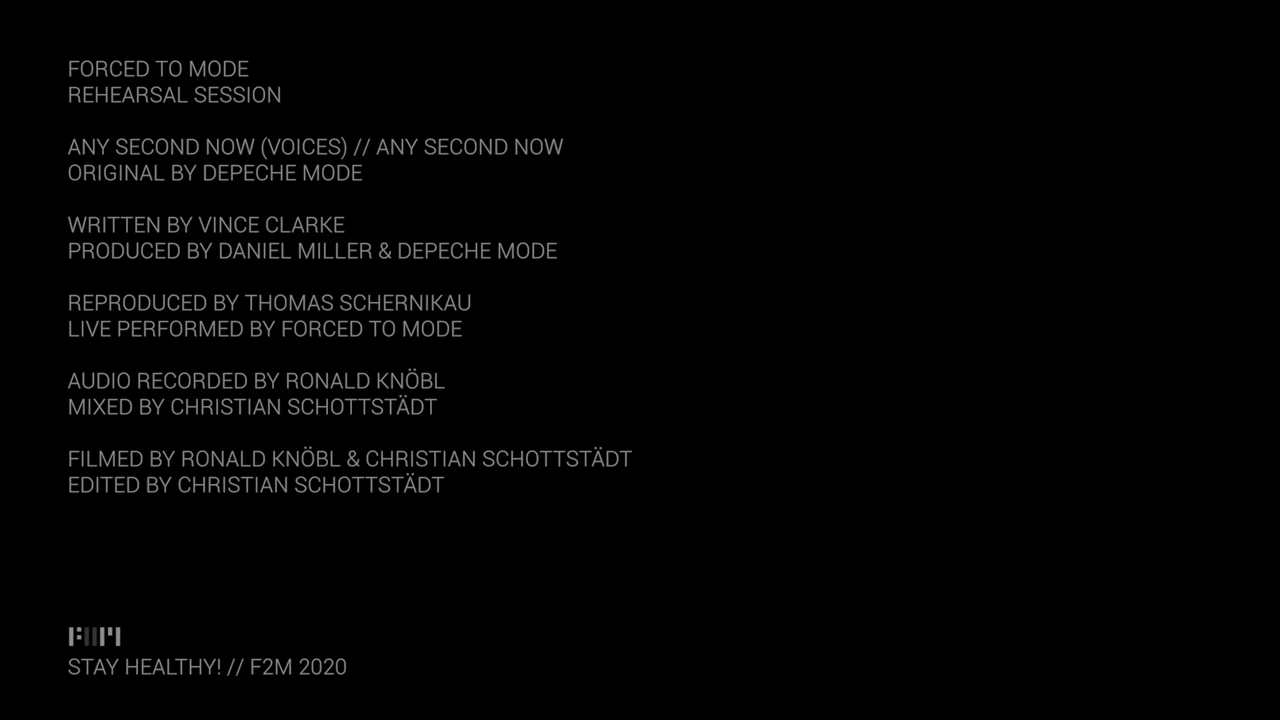 FORCED TO MODE
REHEARSAL SESSION
ANY SECOND NOW (VOICES) // ANY SECOND NOW
ORIGINAL BY DEPECHE MODE
WRITTEN BY VINCE CLARKE
PRODUCED BY DANIEL MILLER & DEPECHE MODE
REPRODUCED BY THOMAS SCHERNIKAU
LIVE PERFORMED BY FORCED TO MODE
AUDIO RECORDED BY RONALD KNÖBL
MIXED BY CHRISTIAN SCHOTTSTÄDT
FILMED BY RONALD KNÖBL & CHRISTIAN SCHOTTSTÄDT
EDITED BY CHRISTIAN SCHOTTSTÄDT
FIIM
STAY HEALTHY! // F2M 2020